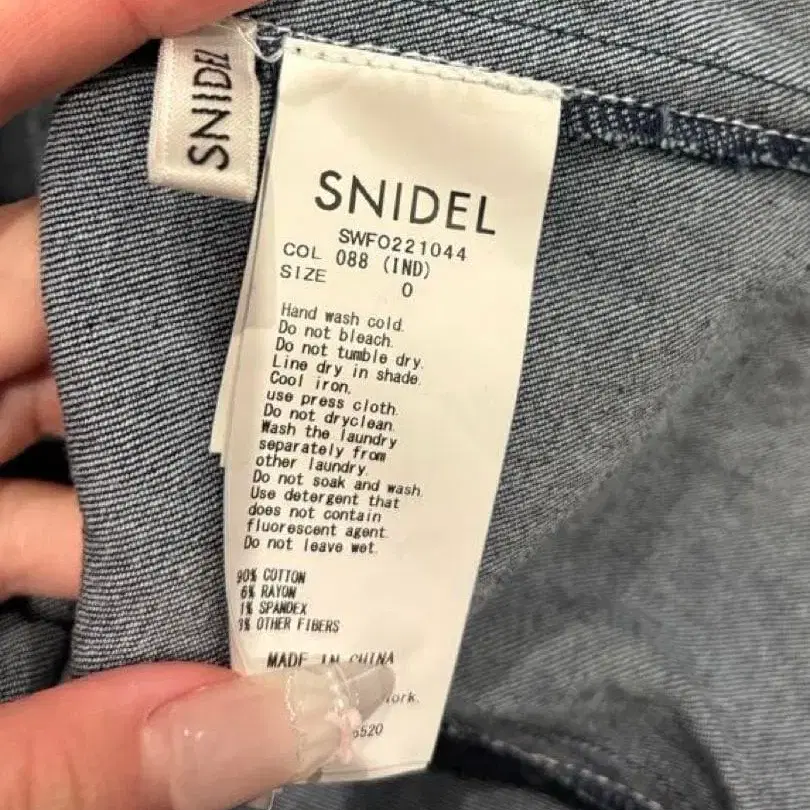 SNIDEL
SNIDEL
SWFO221044
COL 088 (IND)
SIZE 0
Hand wash cold.
Do not bleach.
Do not tumble dry.
Line dry in shade.
Cool iron.
use press cloth.
Do not dryclean.
Wash the laundry
separately from
other laundry.
Do not soak and wash.
Use detergent that
does not contain
fluorescent agent.
Do not leave wet.
90% COTTON
6% RAYON
1% SPANDEX
3% OTHER FIBERS
MADE IN CHINA
ork.
6520